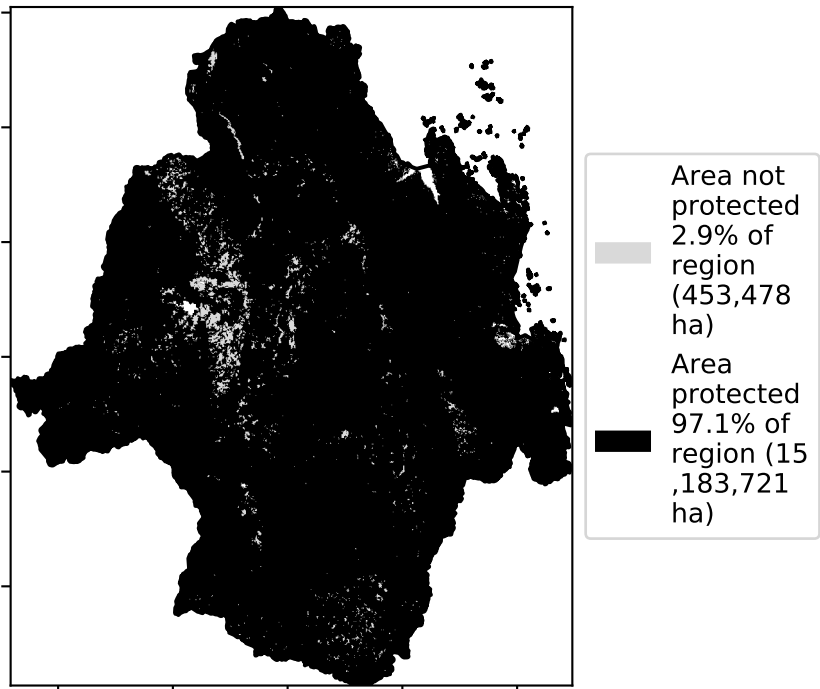 Area not
protected
2.9% of
region
(453,478
ha)
Area
protected
97.1% of
region (15
,183,721
ha)